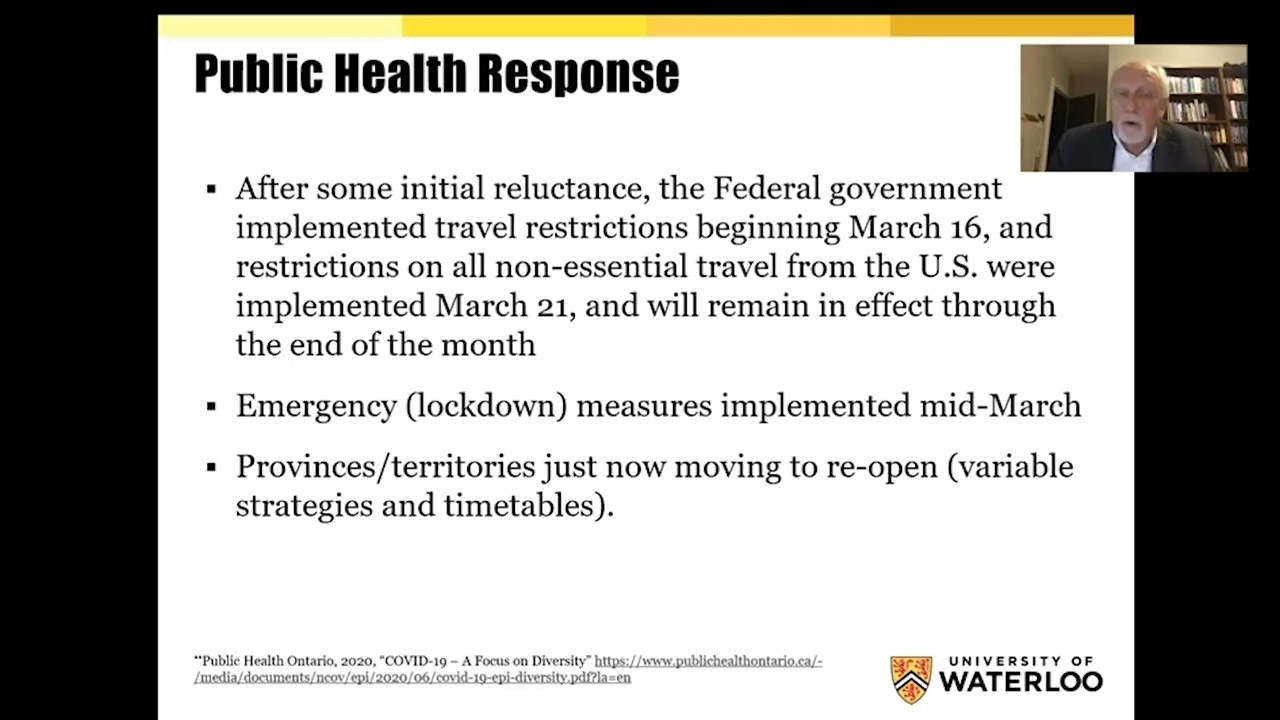 Public Health Response
▪ After some initial reluctance, the Federal government
implemented travel restrictions beginning March 16, and
restrictions on all non-essential travel from the U.S. were
implemented March 21, and will remain in effect through
the end of the month
▪ Emergency (lockdown) measures implemented mid-March
▪ Provinces/territories just now moving to re-open (variable
strategies and timetables).
**Public Health Ontario, 2020, “COVID-19 – A Focus on Diversity” https://www.publichealthontario.ca/-
/media/documents/ncov/epi/2020/06/covid-19-epi-diversity.pdf?la=en
UNIVERSITY OF
WATERLOO